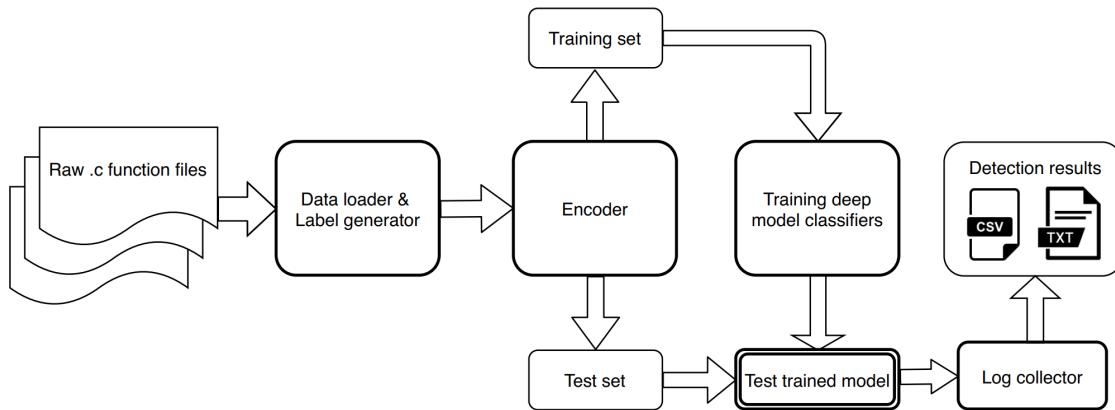 Training set
Raw .c function files
Data loader &
Label generator
Encoder
Training deep
model classifiers
Detection results
CSV
TXT
Test set
Test trained model
Log collector